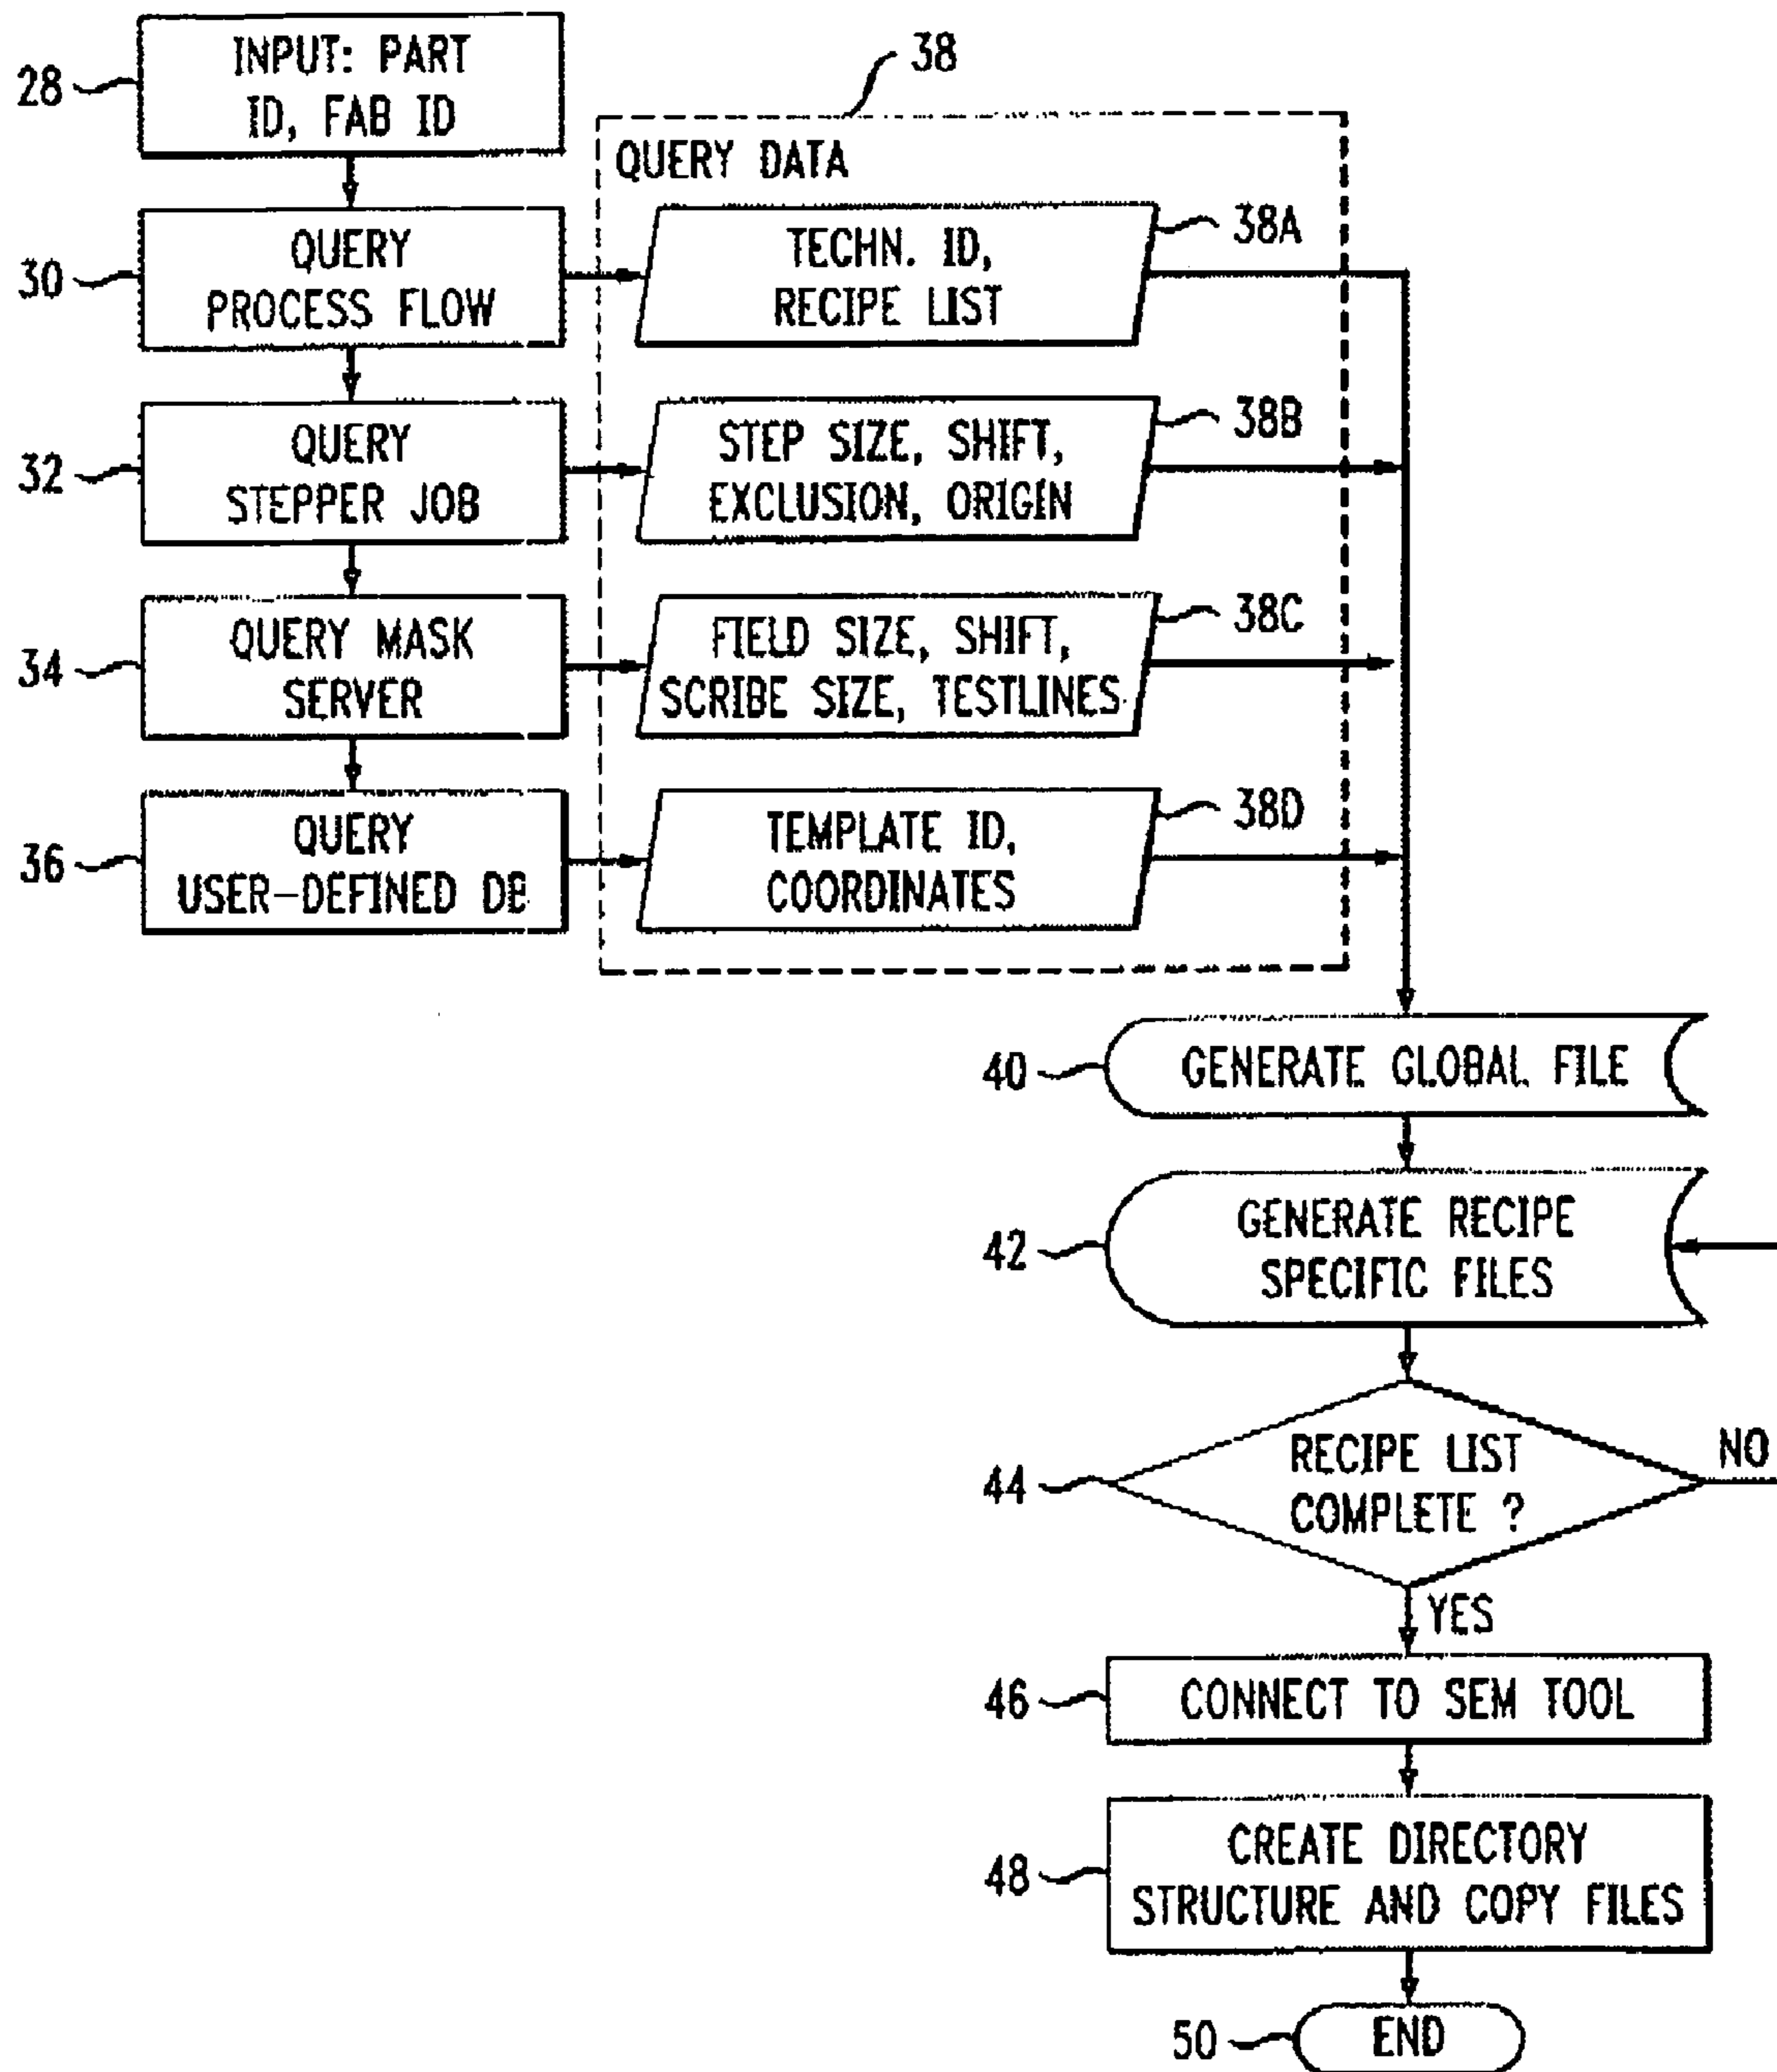 28
INPUT: PART
ID, FAB ID
38
QUERY DATA
30
QUERY
PROCESS FLOW
TECHN. ID,
RECIPE LIST
38A
32
QUERY
STEPPER JOB
STEP SIZE, SHIFT,
EXCLUSION, ORIGIN
38B
34
QUERY MASK
SERVER
FIELD SIZE, SHIFT,
SCRIBE SIZE, TESTLINES
38C
36
QUERY
USER-DEFINED DB
TEMPLATE ID,
COORDINATES
38D
40
GENERATE GLOBAL FILE
42
GENERATE RECIPE
SPECIFIC FILES
44
RECIPE LIST
COMPLETE ?
NO
YES
46
CONNECT TO SEM TOOL
48
CREATE DIRECTORY
STRUCTURE AND COPY FILES
50
END